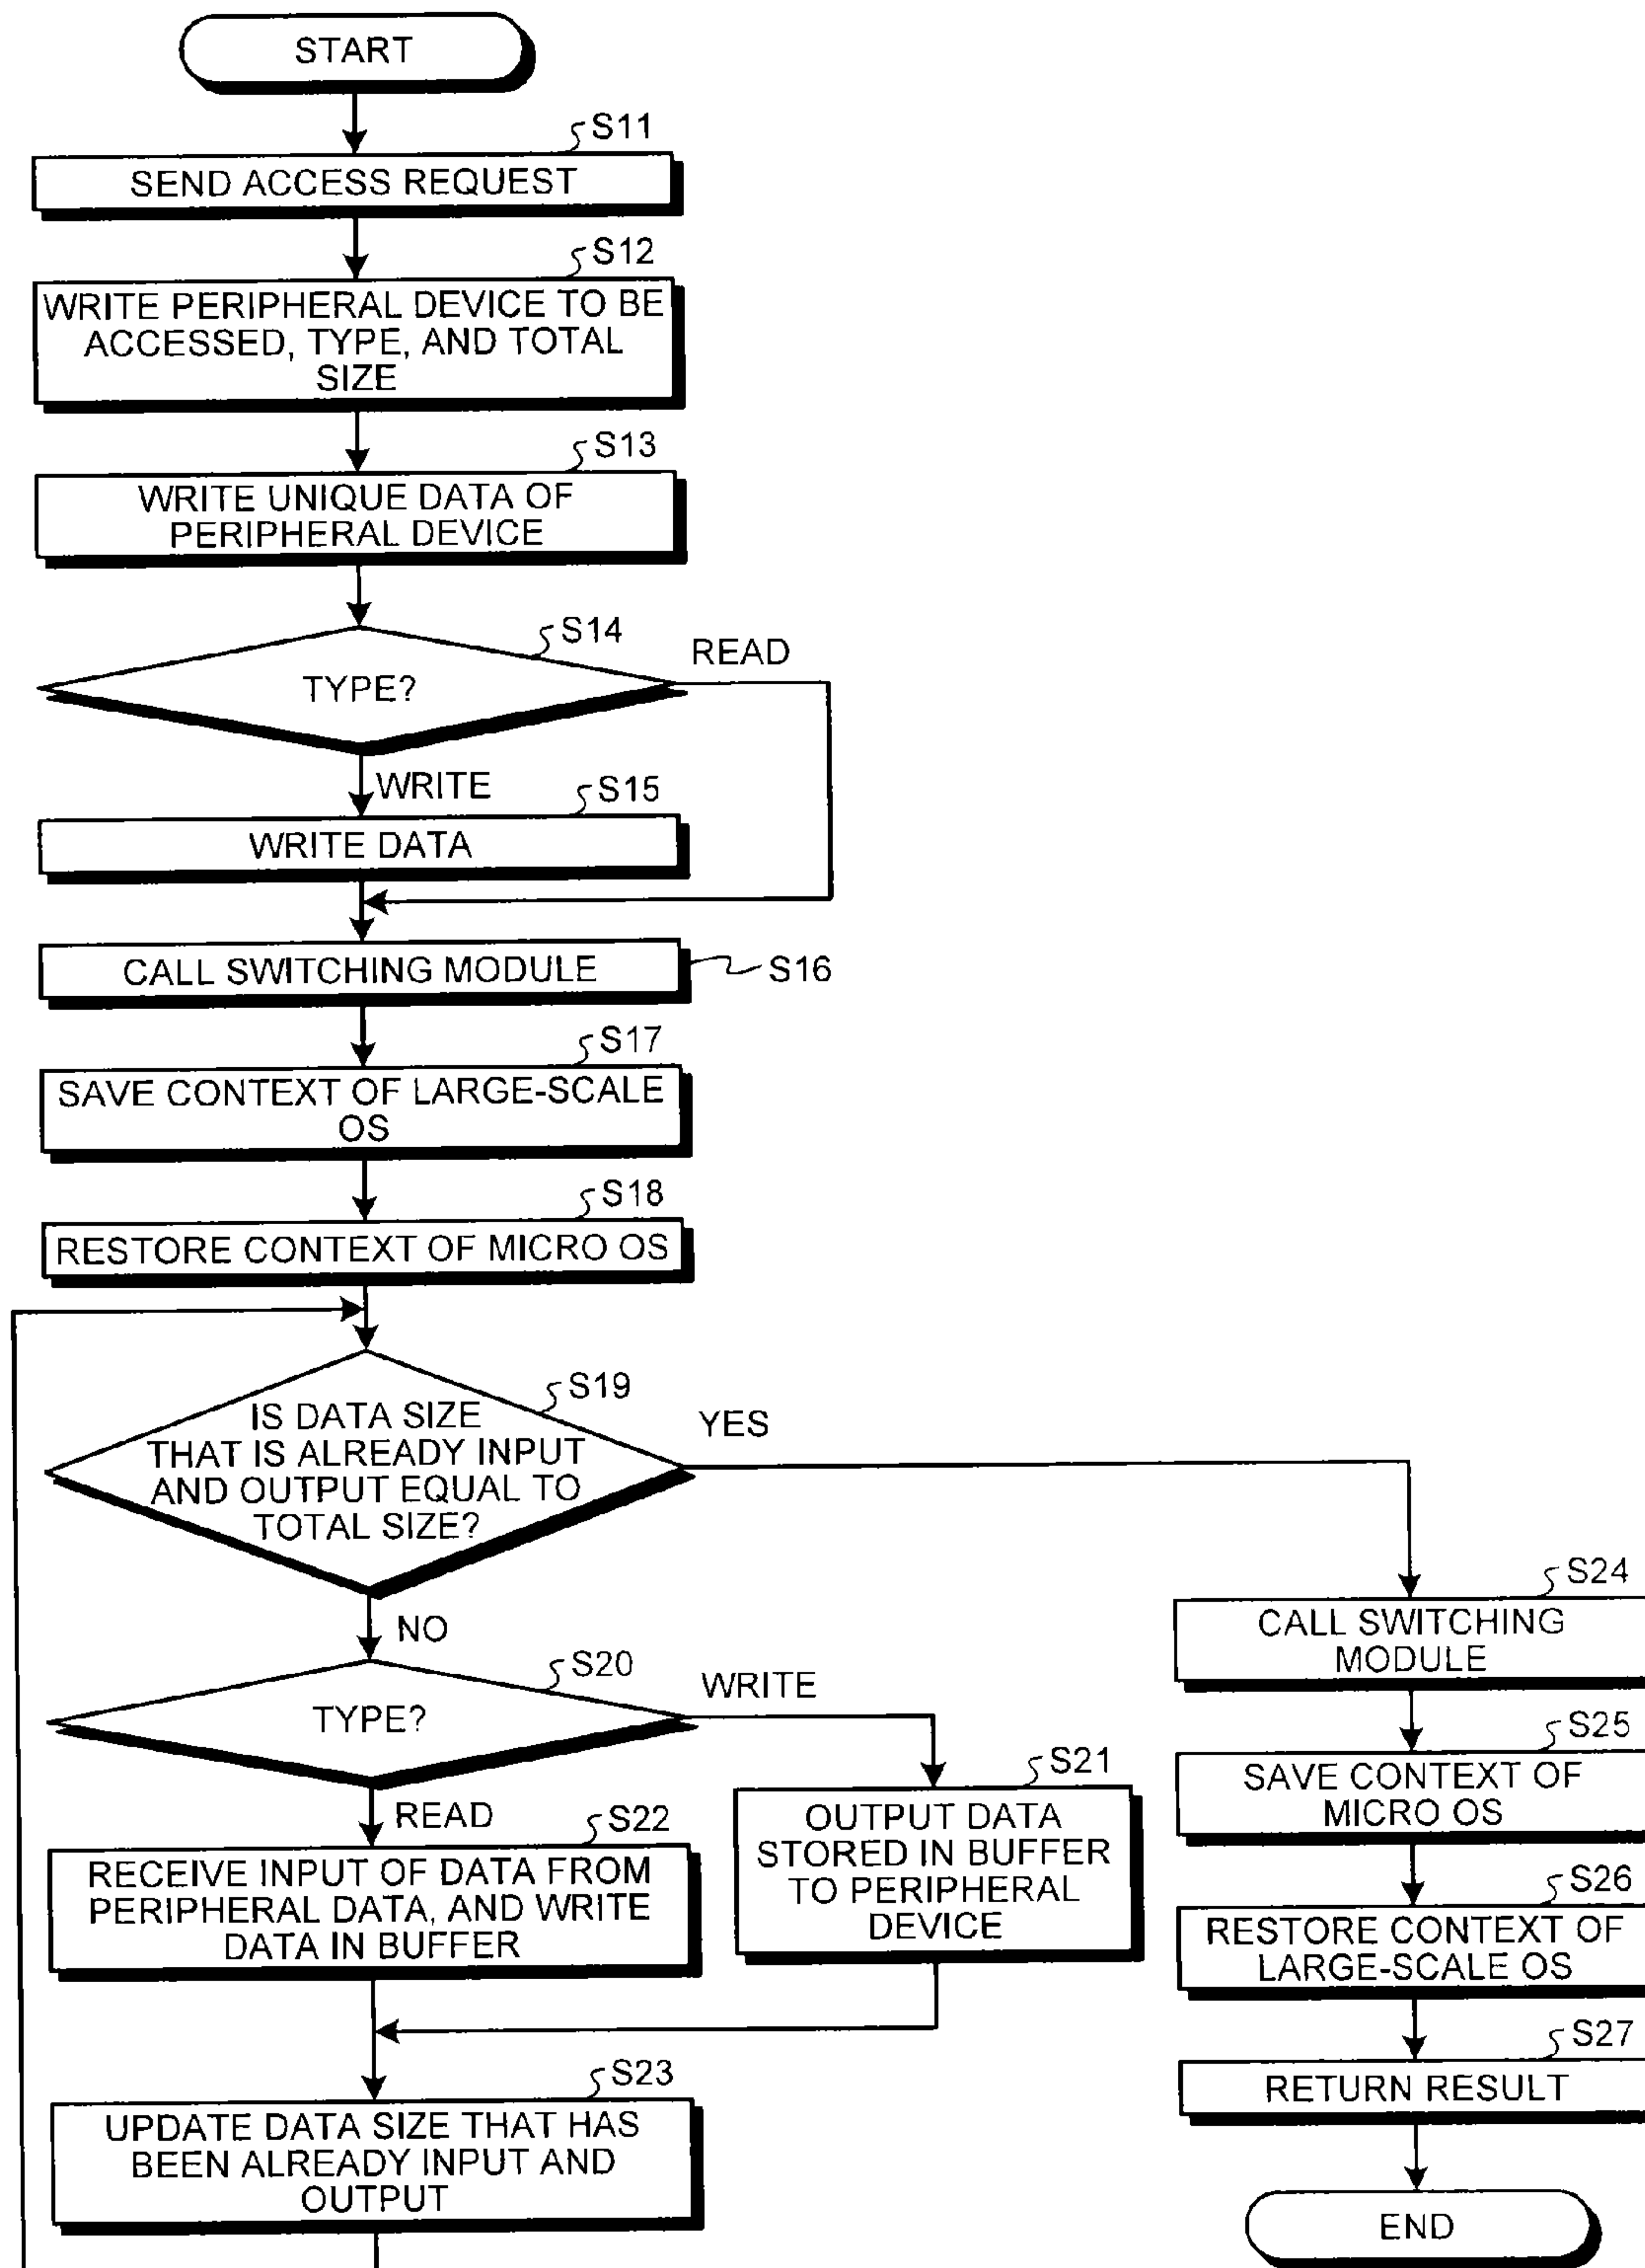 START
S11
SEND ACCESS REQUEST
S12
WRITE PERIPHERAL DEVICE TO BE
ACCESSED, TYPE, AND TOTAL
SIZE
S13
WRITE UNIQUE DATA OF
PERIPHERAL DEVICE
S14
READ
TYPE?
WRITE
S15
WRITE DATA
CALL SWITCHING MODULE
S16
S17
SAVE CONTEXT OF LARGE-SCALE
OS
S18
RESTORE CONTEXT OF MICRO OS
S19
YES
IS DATA SIZE
THAT IS ALREADY INPUT
AND OUTPUT EQUAL TO
TOTAL SIZE?
NO
S20
WRITE
TYPE?
READ
S21
OUTPUT DATA
STORED IN BUFFER
TO PERIPHERAL
DEVICE
S22
RECEIVE INPUT OF DATA FROM
PERIPHERAL DATA, AND WRITE
DATA IN BUFFER
S23
UPDATE DATA SIZE THAT HAS
BEEN ALREADY INPUT AND
OUTPUT
S24
CALL SWITCHING
MODULE
S25
SAVE CONTEXT OF
MICRO OS
S26
RESTORE CONTEXT OF
LARGE-SCALE OS
S27
RETURN RESULT
END